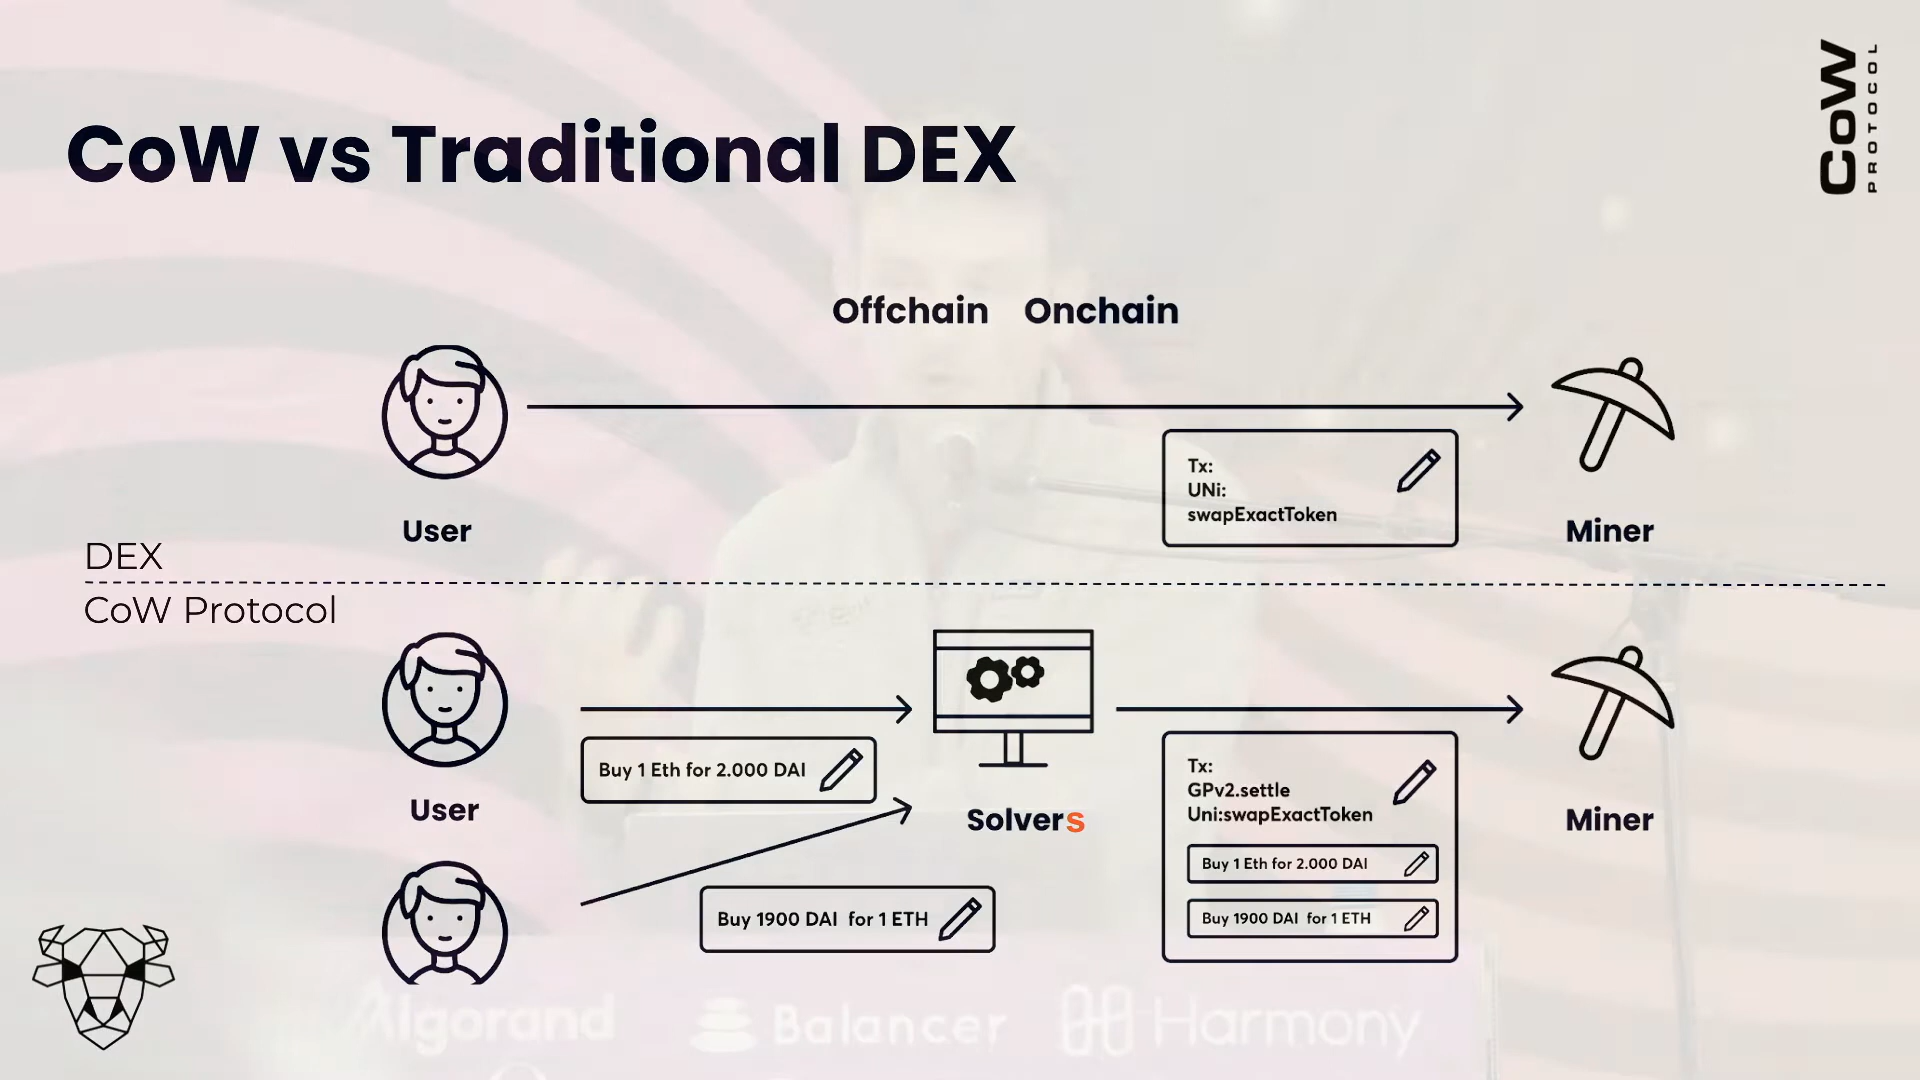 CoW vs Traditional DEX
CoW
PROTOCOL
Offchain Onchain
Tx:
UNi:
swapExactToken
User
Miner
DEX
CoW Protocol
Buy 1 Eth for 2.000 DAI
User
Solvers
Tx:
GPv2.settle
Uni:swapExactToken
Buy 1 Eth for 2.000 DAI
Buy 1900 DAI for 1 ETH
Miner
Buy 1900 DAI for 1 ETH
Algorand
Balancer
Harmony